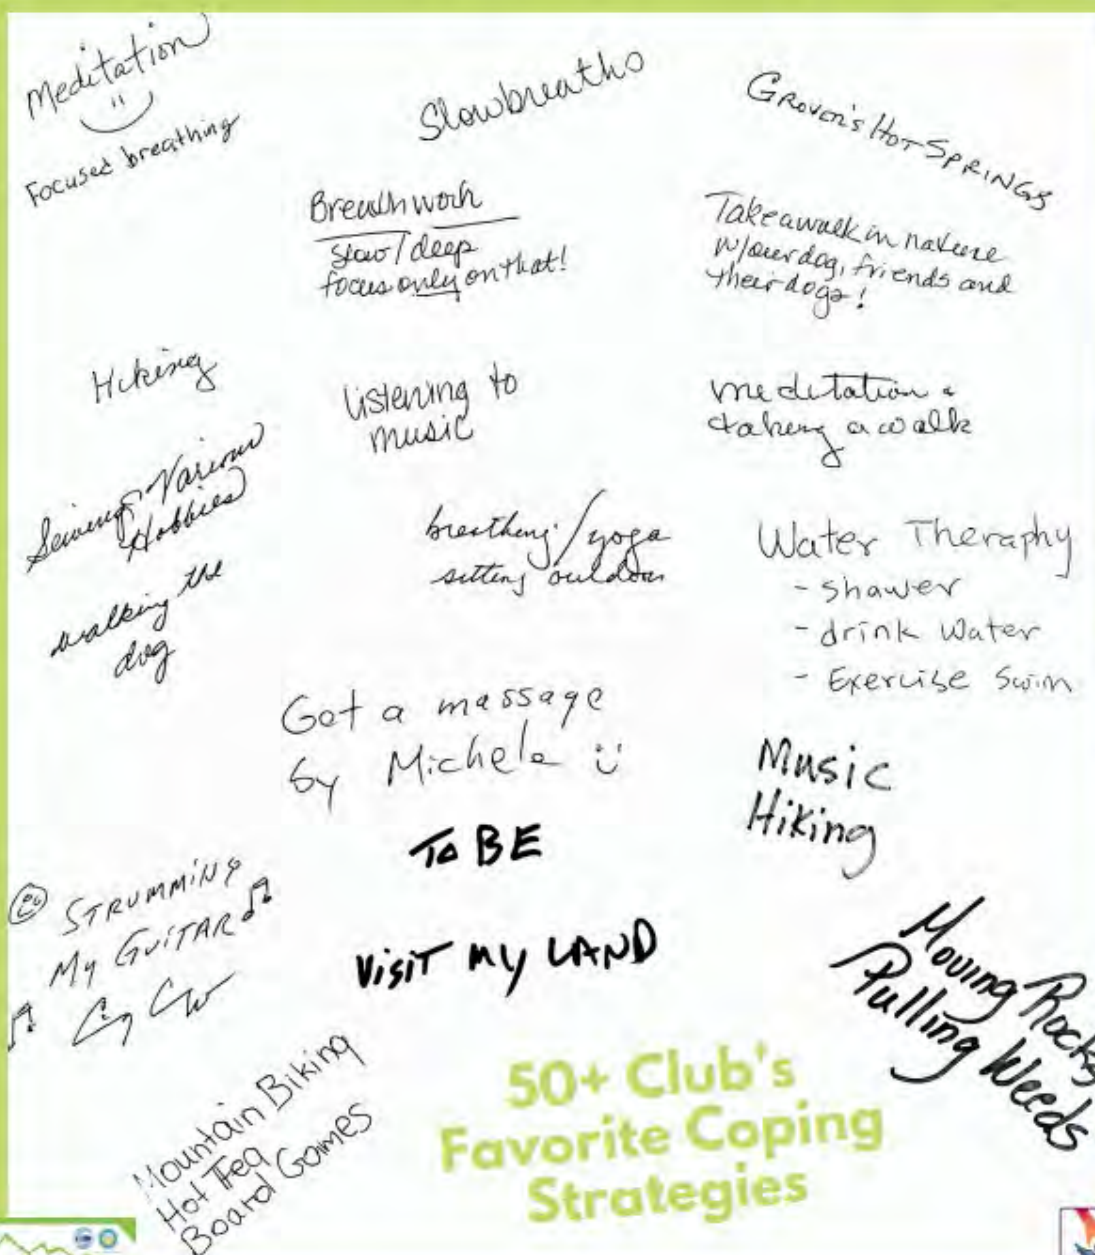 Meditation
Focused breathing
Slowbreaths
Grover's Hot Springs
Breathwork
slow/deep
focus only on that!
Take a walk in nature
w/our dog, friends and
their dogs!
Hiking
listening to
music
meditation &
taking a walk
Sewing, Various
Hobbies
walking the
dog
breathing/yoga
sitting outdoors
Water Theraphy
- shower
- drink water
- Exercise Swim
Get a massage
by Michele
Music
Hiking
TO BE
STRUMMING
MY GUITAR
VISIT MY LAND
Moving Rocks
Pulling Weeds
Mountain Biking
Hot Tea
Board Games
50+ Club's
Favorite Coping
Strategies